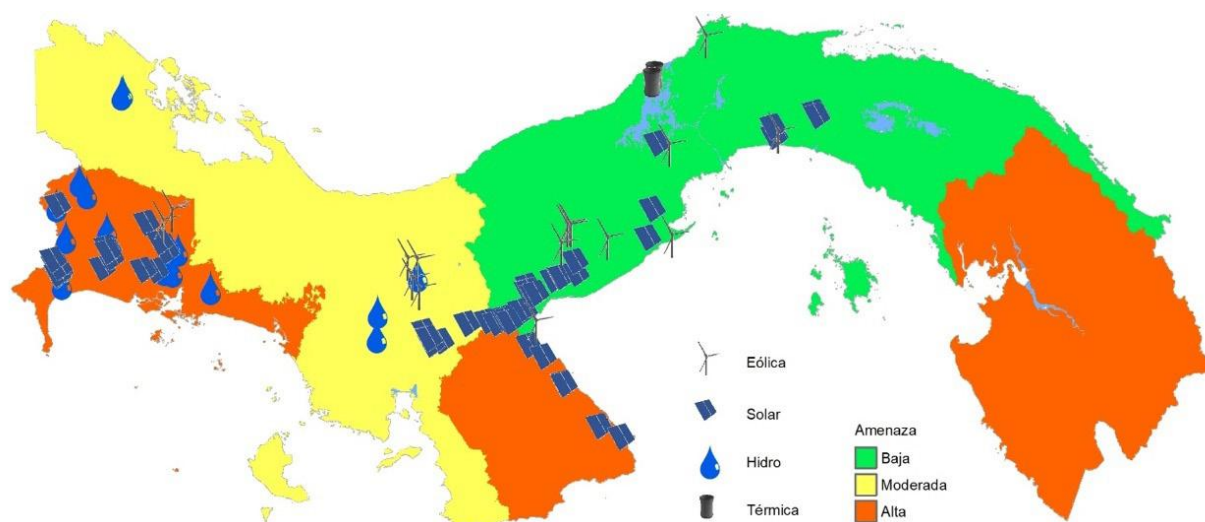 Eólica
Solar
Hidro
Térmica
Amenaza
Baja
Moderada
Alta